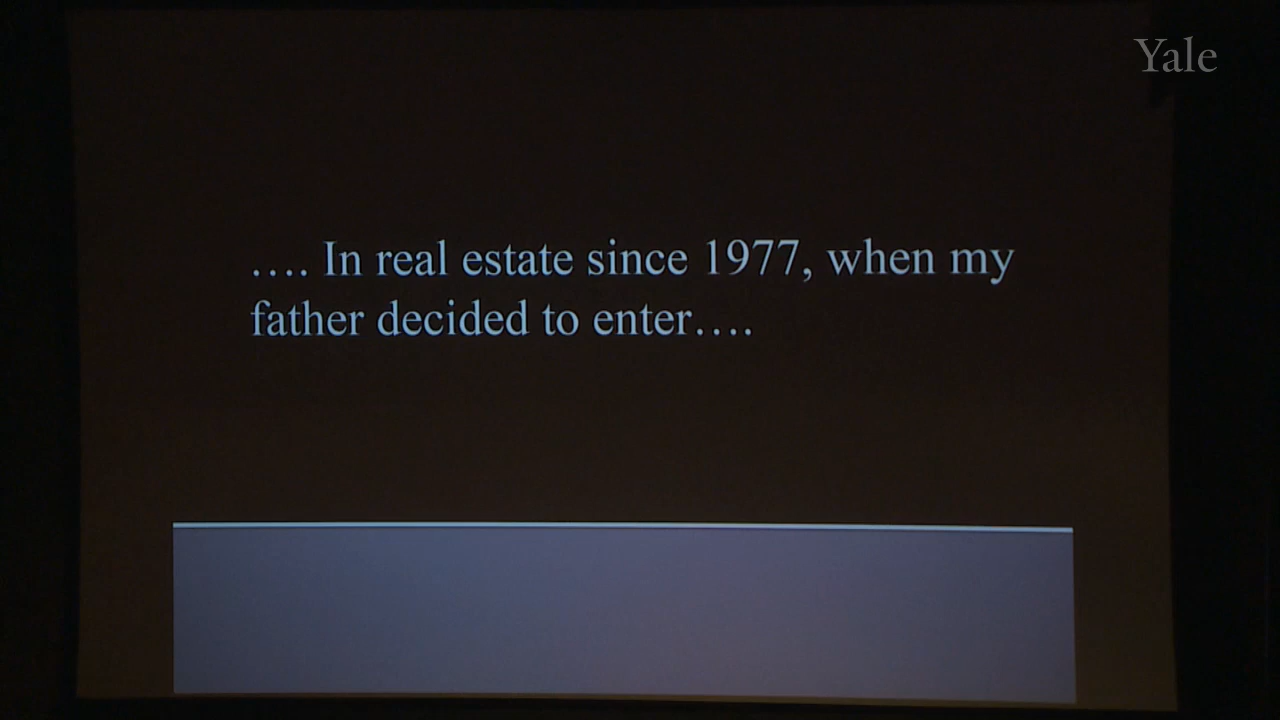 Yale
…. In real estate since 1977, when my
father decided to enter….